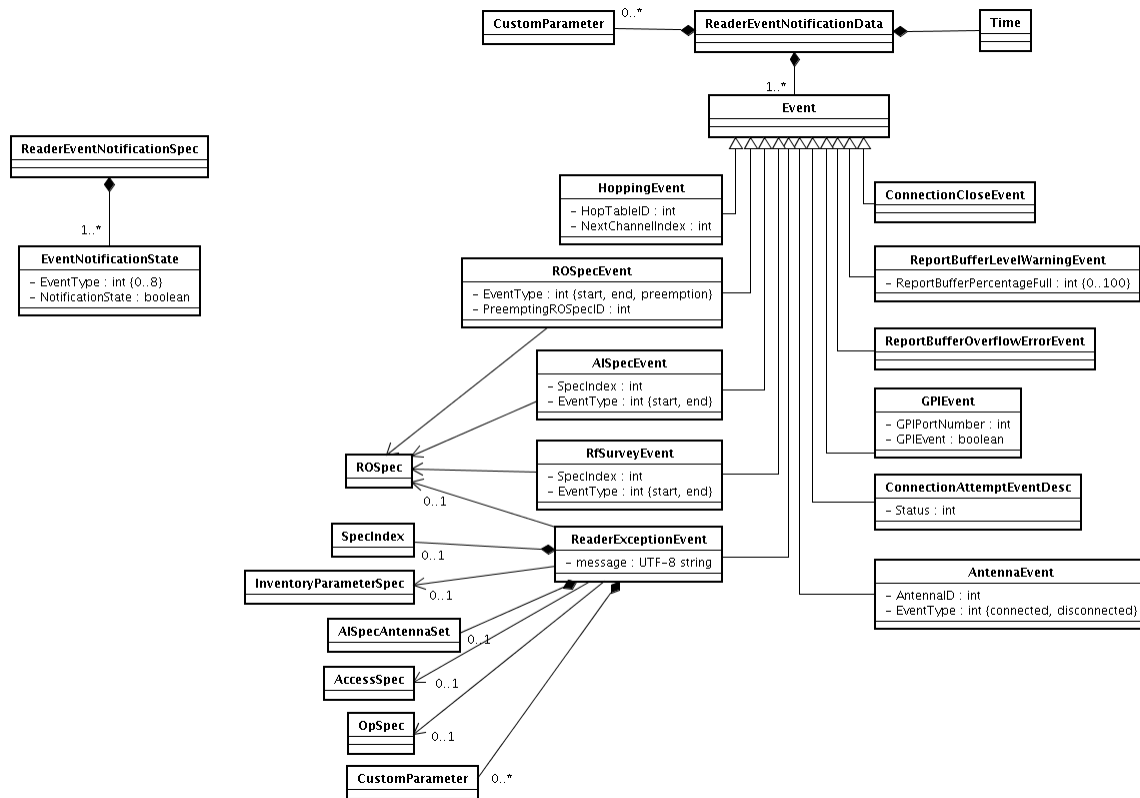 CustomParameter
0..*
ReaderEventNotificationData
Time
1..*
Event
ReaderEventNotificationSpec
1..*
EventNotificationState
– EventType : int {0..8}
– NotificationState : boolean
HoppingEvent
– HopTableID : int
– NextChannelIndex : int
ConnectionCloseEvent
ROSpecEvent
– EventType : int {start, end, preemption}
– PreemptingROSpecID : int
ReportBufferLevelWarningEvent
– ReportBufferPercentageFull : int {0..100}
AISpecEvent
– SpecIndex : int
– EventType : int {start, end}
ReportBufferOverflowErrorEvent
GPIEvent
– GPIPortNumber : int
– GPIEvent : boolean
ROSpec
0..1
RfSurveyEvent
– SpecIndex : int
– EventType : int {start, end}
ConnectionAttemptEventDesc
– Status : int
SpecIndex
0..1
ReaderExceptionEvent
– message : UTF–8 string
InventoryParameterSpec
0..1
AntennaEvent
– AntennaID : int
– EventType : int {connected, disconnected}
AISpecAntennaSet
0..1
AccessSpec
0..1
OpSpec
0..1
CustomParameter
0..*